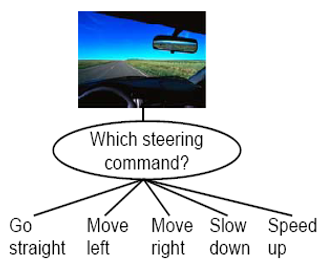 Which steering
command?
Go straight
Move left
Move right
Slow down
Speed up